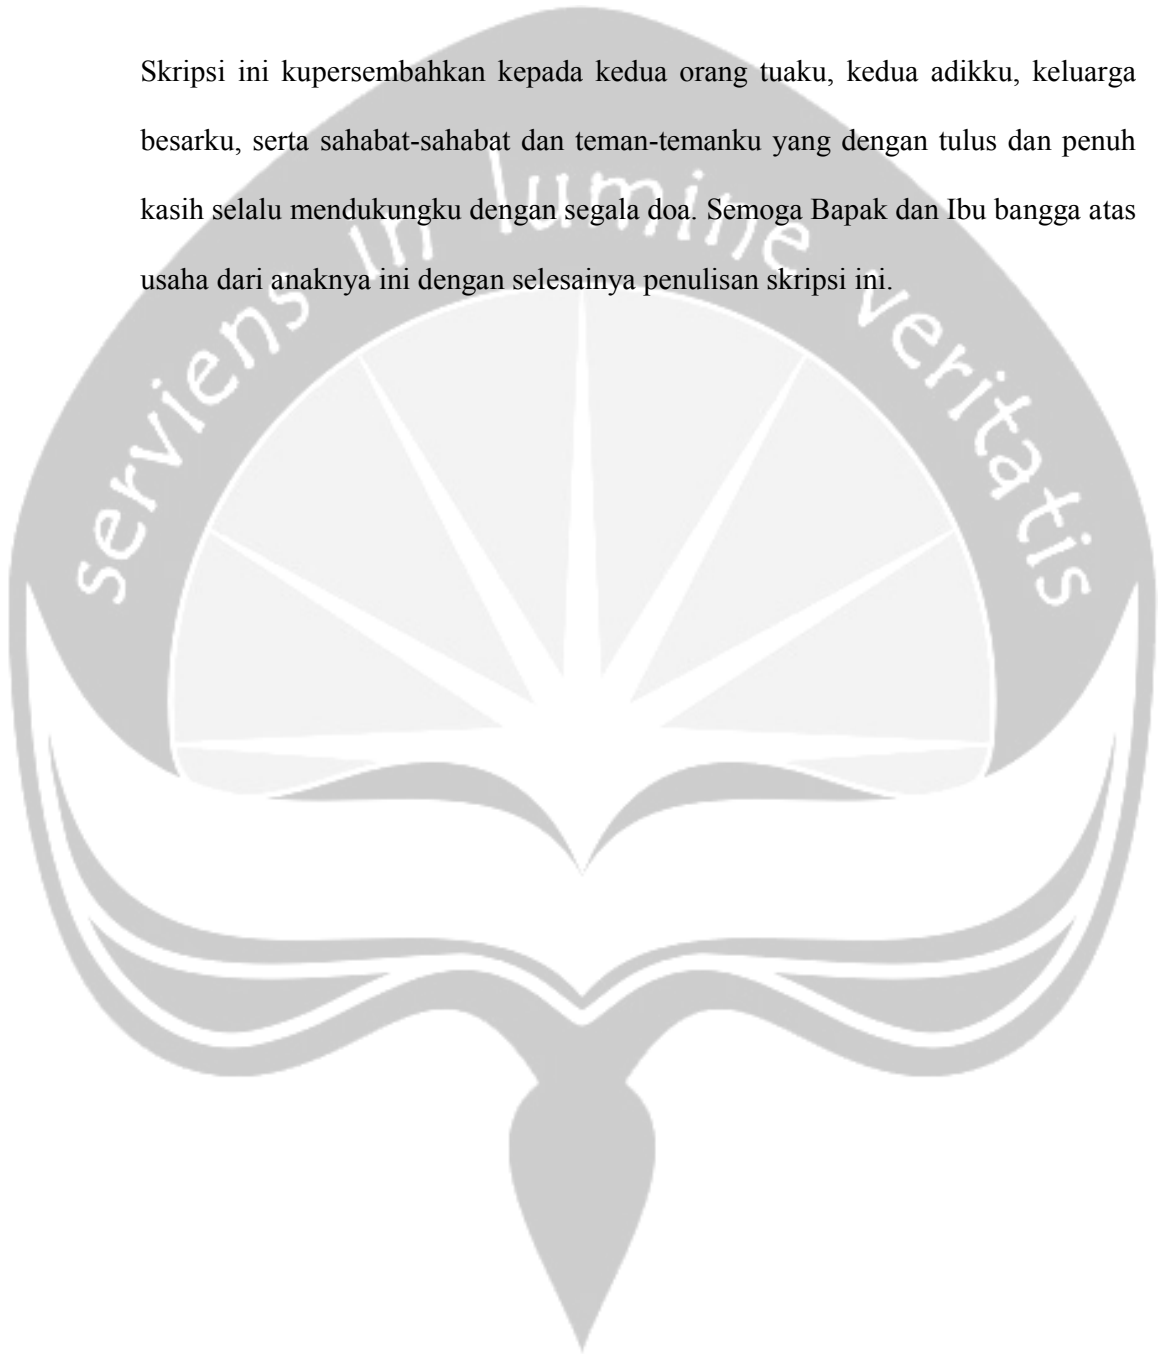 Skripsi ini kupersembahkan kepada kedua orang tuaku, kedua adikku, keluarga
besarku, serta sahabat-sahabat dan teman-temanku yang dengan tulus dan penuh
kasih selalu mendukungku dengan segala doa. Semoga Bapak dan Ibu bangga atas
usaha dari anaknya ini dengan selesainya penulisan skripsi ini.
serviens in lumine veritatis